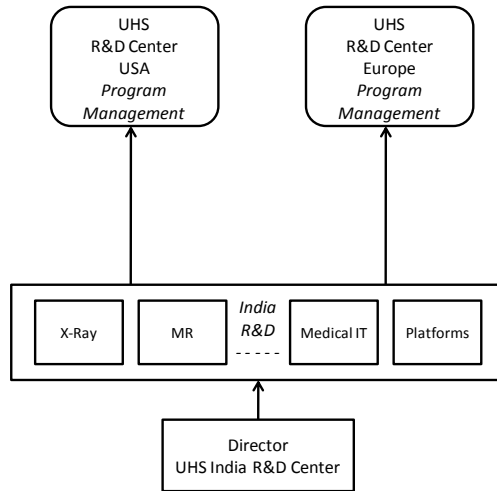 UHS
R&D Center
USA
Program
Management
UHS
R&D Center
Europe
Program
Management
X-Ray
MR
India
R&D
-----
Medical IT
Platforms
Director
UHS India R&D Center